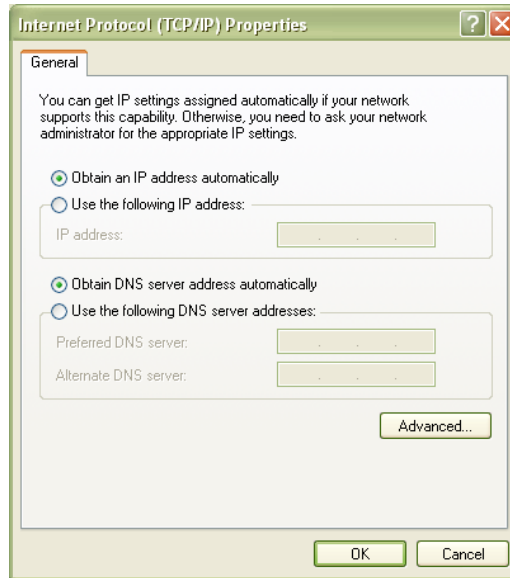 Internet Protocol (TCP/IP) Properties
General
You can get IP settings assigned automatically if your network
supports this capability. Otherwise, you need to ask your network
administrator for the appropriate IP settings.
Obtain an IP address automatically
Use the following IP address:
IP address:
Obtain DNS server address automatically
Use the following DNS server addresses:
Preferred DNS server:
Alternate DNS server:
Advanced...
OK Cancel